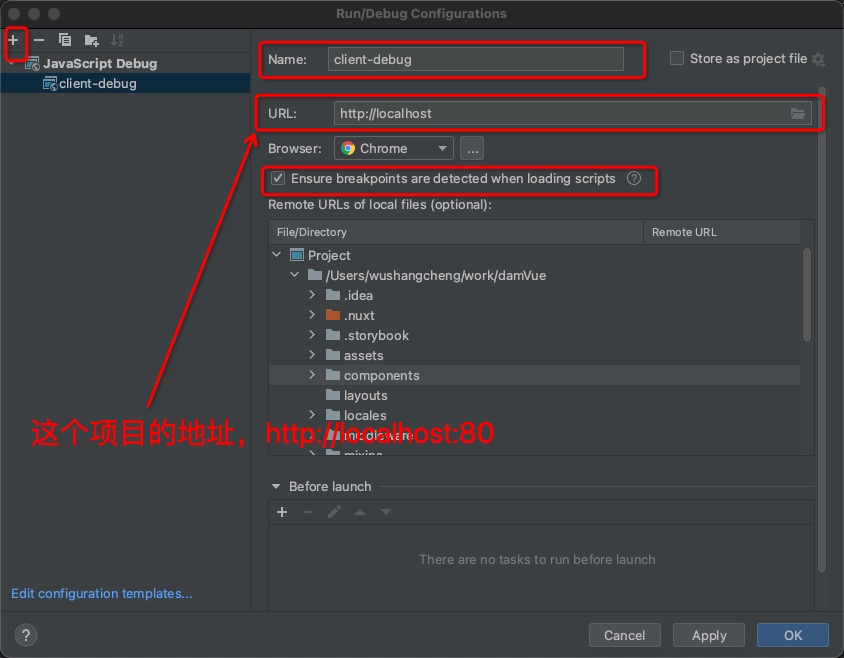 Run/Debug Configurations
JavaScript Debug
client-debug
Name: client-debug
Store as project file
URL: http://localhost
Browser: Chrome ...
Ensure breakpoints are detected when loading scripts ?
Remote URLs of local files (optional):
File/Directory Remote URL
Project
/Users/wushangcheng/work/damVue
.idea
.nuxt
.storybook
assets
components
layouts
locales
这个项目的地址，http://localhost:80
middleware
mixins
Before launch
There are no tasks to run before launch
Edit configuration templates...
? Cancel Apply OK